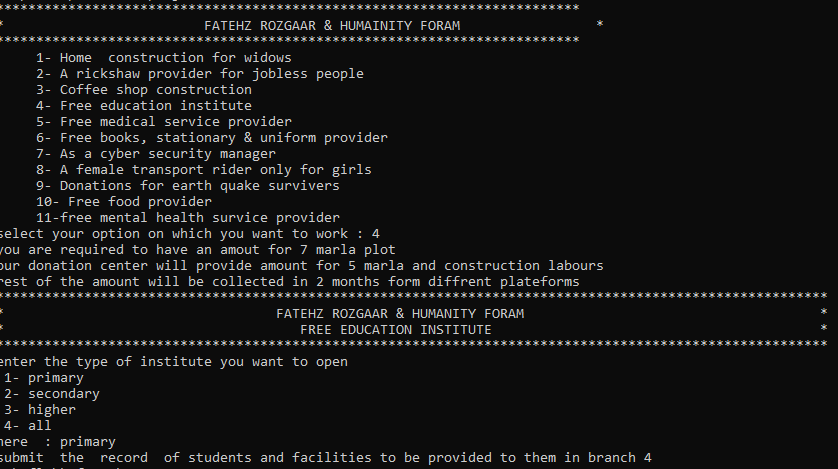 ***********************************************************************
* FATEHZ ROZGAAR & HUMAINITY FORAM *
***********************************************************************
1- Home  construction for widows
2- A rickshaw provider for jobless people
3- Coffee shop construction
4- Free education institute
5- Free medical service provider
6- Free books, stationary & uniform provider
7- As a cyber security manager
8- A female transport rider only for girls
9- Donations for earth quake survivers
10- Free food provider
11-free mental health survice provider
select your option on which you want to work : 4
you are required to have an amout for 7 marla plot
our donation center will provide amount for 5 marla and construction labours
rest of the amount will be collected in 2 months form diffrent plateforms
********************************************************************************************************
* FATEHZ ROZGAAR & HUMANITY FORAM *
* FREE EDUCATION INSTITUTE *
********************************************************************************************************
enter the type of institute you want to open
1- primary
2- secondary
3- higher
4- all
here  : primary
submit  the  record  of students and facilities to be provided to them in branch 4